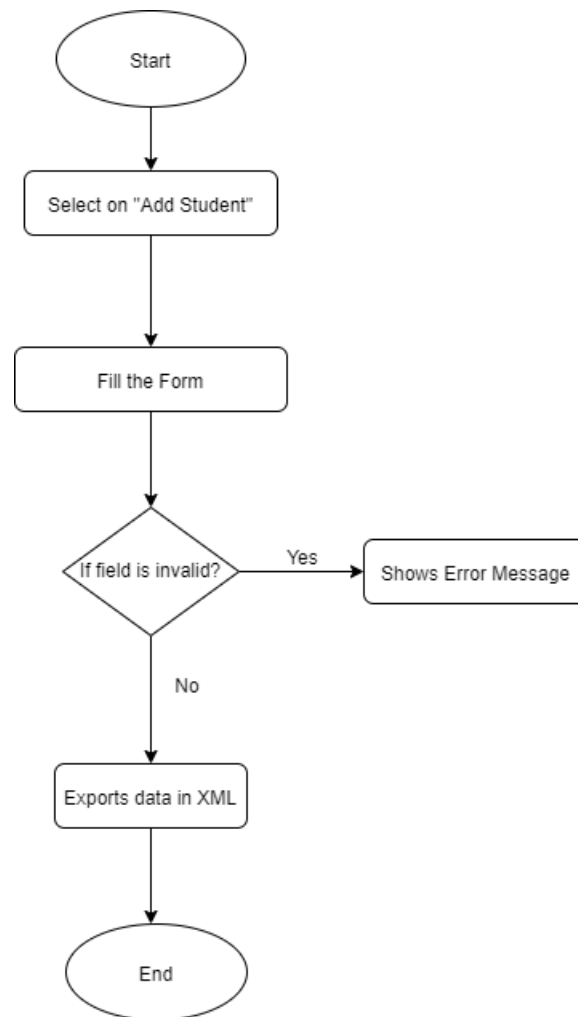 Start
Select on "Add Student"
Fill the Form
If field is invalid?
Yes
Shows Error Message
No
Exports data in XML
End